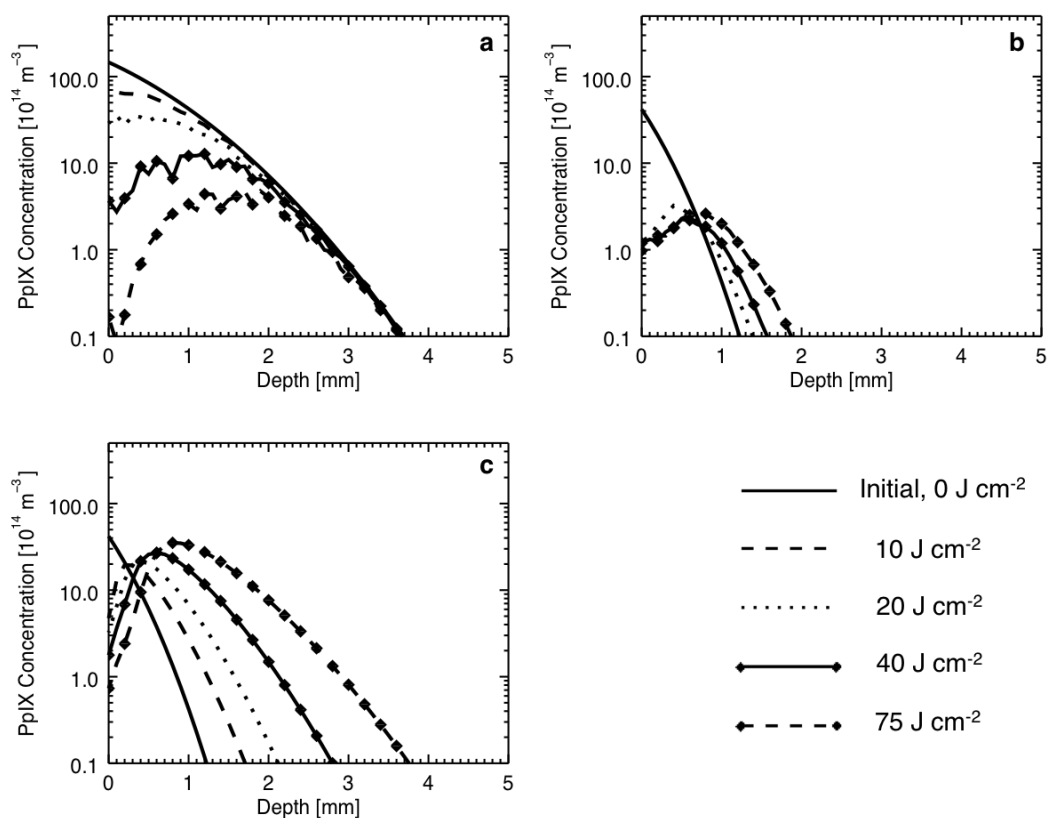 a
PpIX Concentration [10¹⁴ m⁻³]
100.0
10.0
1.0
0.1
0 1 2 3 4 5
Depth [mm]
b
PpIX Concentration [10¹⁴ m⁻³]
100.0
10.0
1.0
0.1
0 1 2 3 4 5
Depth [mm]
c
PpIX Concentration [10¹⁴ m⁻³]
100.0
10.0
1.0
0.1
0 1 2 3 4 5
Depth [mm]
Initial, 0 J cm⁻²
10 J cm⁻²
20 J cm⁻²
40 J cm⁻²
75 J cm⁻²